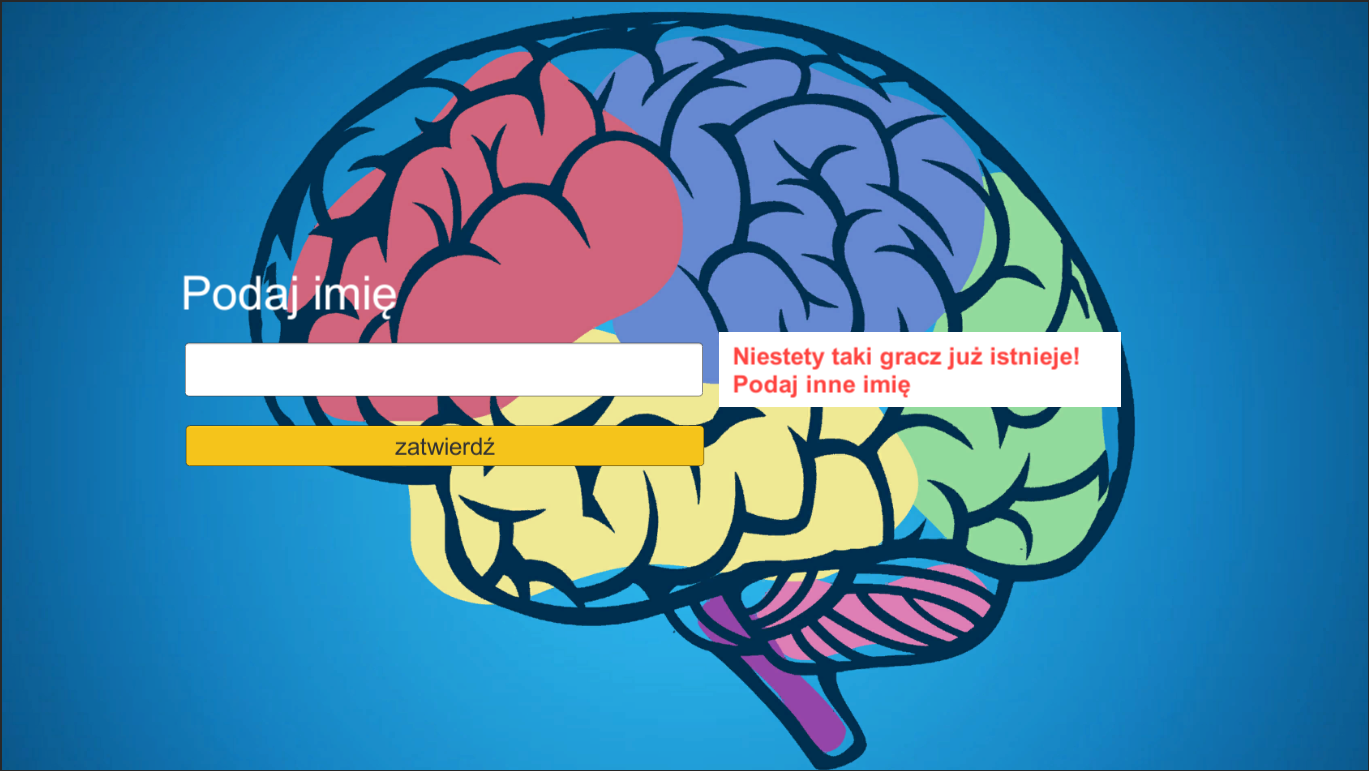 Podaj imię
Niestety taki gracz już istnieje!
Podaj inne imię
zatwierdź